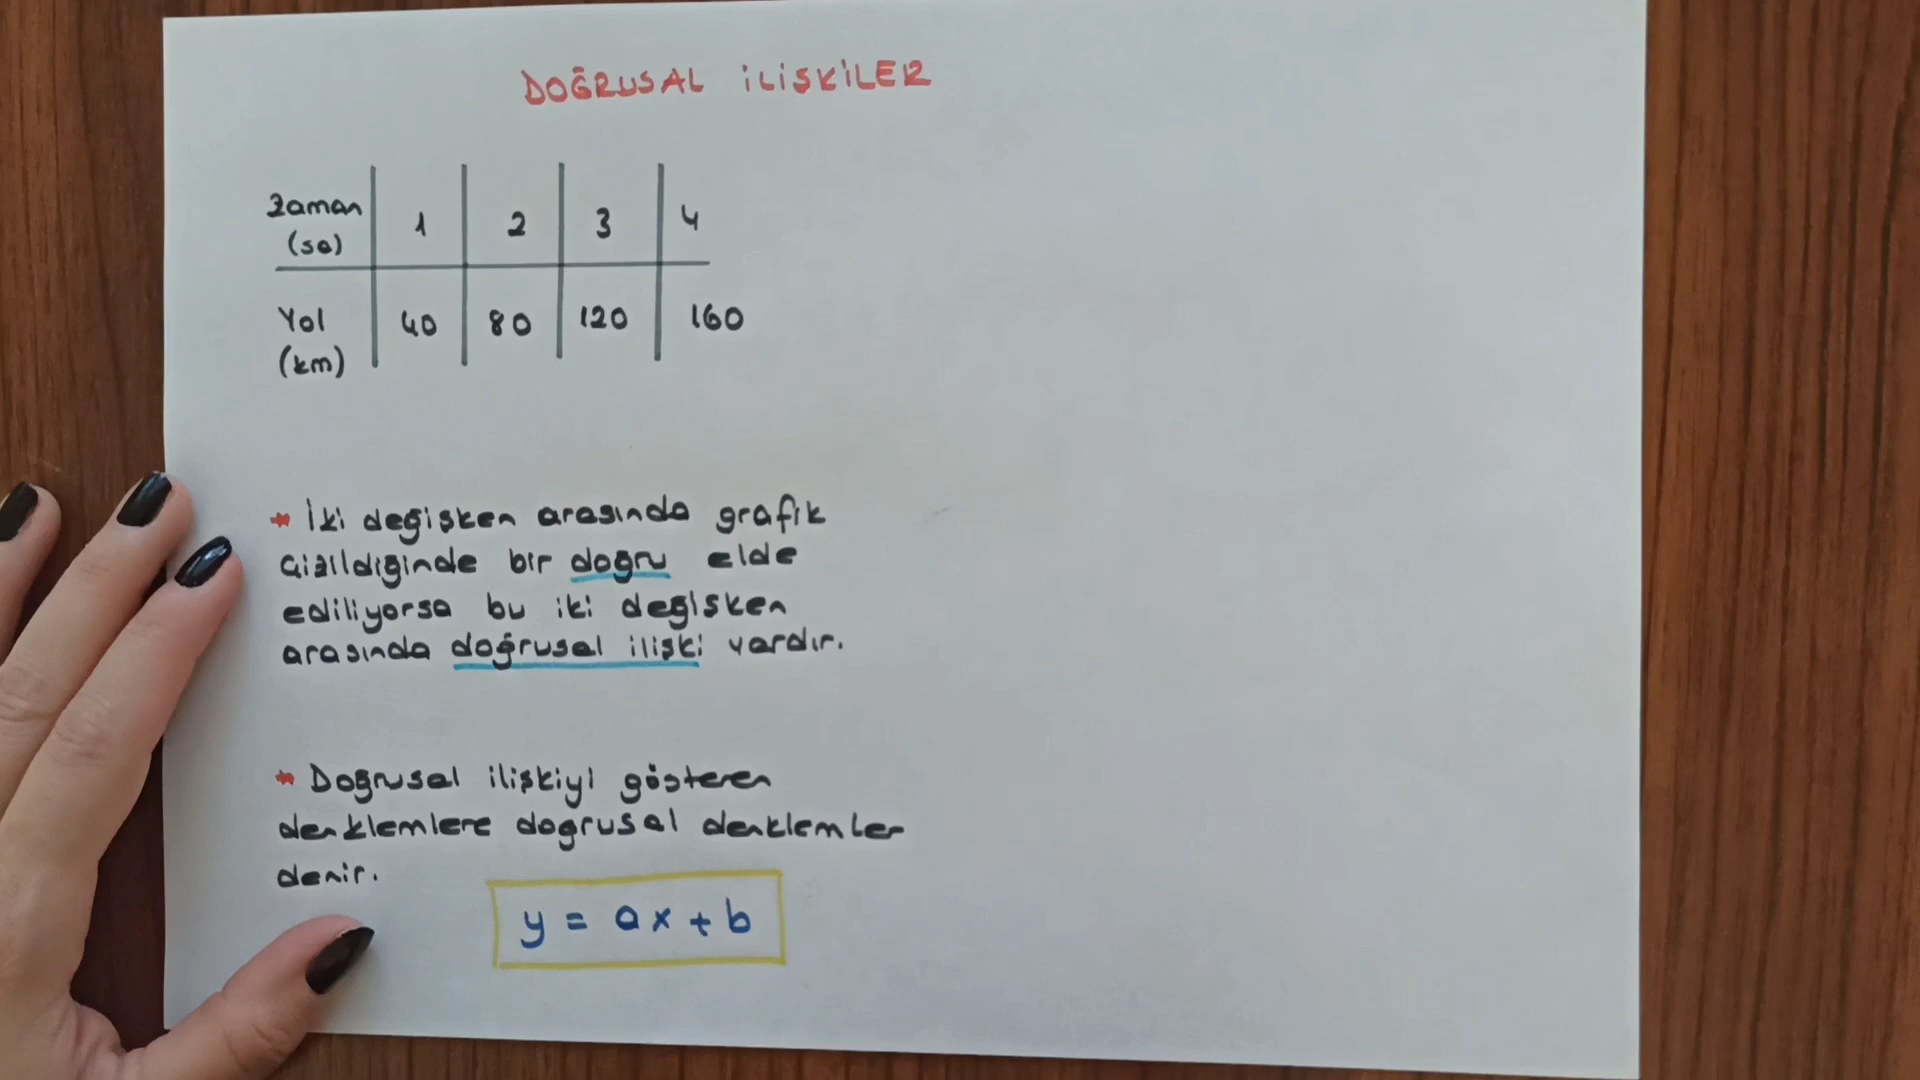 DOĞRUSAL İLİŞKİLER
Zaman (sa) 1 2 3 4
Yol (km) 40 80 120 160
* İki değişken arasında grafik
çizildiğinde bir doğru elde
ediliyorsa bu iki değişken
arasında doğrusal ilişki vardır.
* Doğrusal ilişkiyi gösteren
denklemlere doğrusal denklemler
denir.
y = ax + b